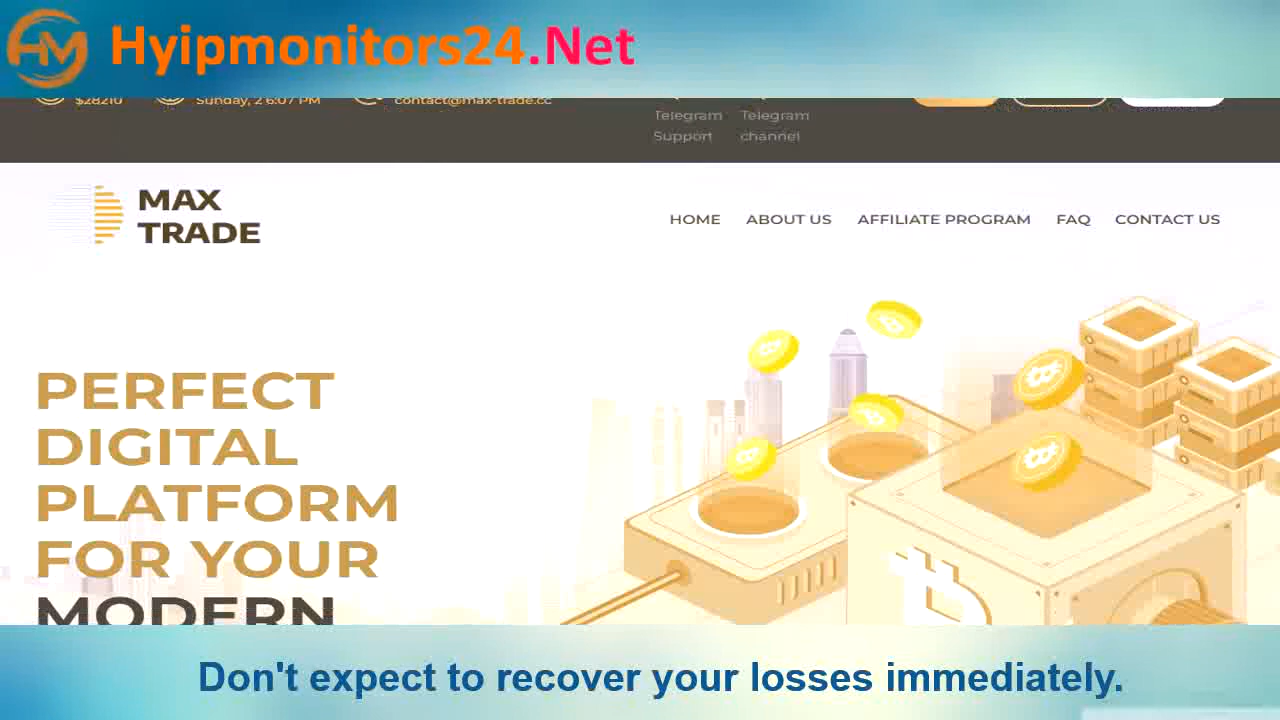 Hyipmonitors24.Net
$28210 Sunday, 2 6:07 PM contact@max-trade.cc
Telegram Support Telegram channel
MAX TRADE
HOME ABOUT US AFFILIATE PROGRAM FAQ CONTACT US
PERFECT
DIGITAL
PLATFORM
FOR YOUR
MODERN
Don't expect to recover your losses immediately.